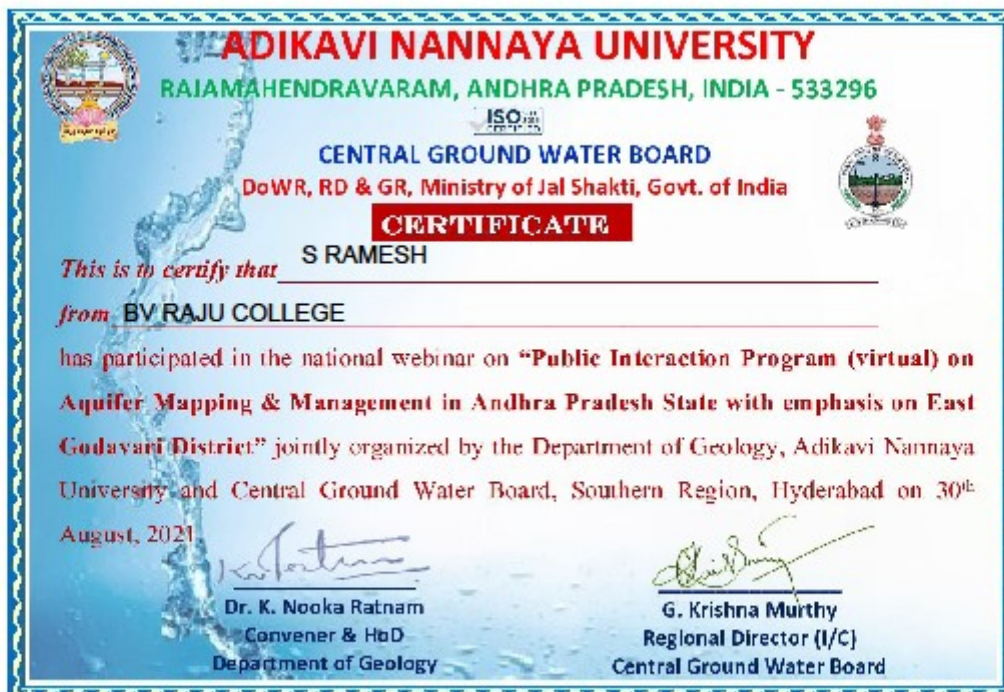 ADIKAVI NANNAYA UNIVERSITY
RAJAMAHENDRAVARAM, ANDHRA PRADESH, INDIA - 533296
ISO
CERTIFIED
CENTRAL GROUND WATER BOARD
DoWR, RD & GR, Ministry of Jal Shakti, Govt. of India
CERTIFICATE
This is to certify that S RAMESH
from BV RAJU COLLEGE
has participated in the national webinar on “Public Interaction Program (virtual) on
Aquifer Mapping & Management in Andhra Pradesh State with emphasis on East
Godavari District” jointly organized by the Department of Geology, Adikavi Nannaya
University and Central Ground Water Board, Southern Region, Hyderabad on 30th
August, 2021
Dr. K. Nooka Ratnam
Convener & HoD
Department of Geology
G. Krishna Murthy
Regional Director (I/C)
Central Ground Water Board